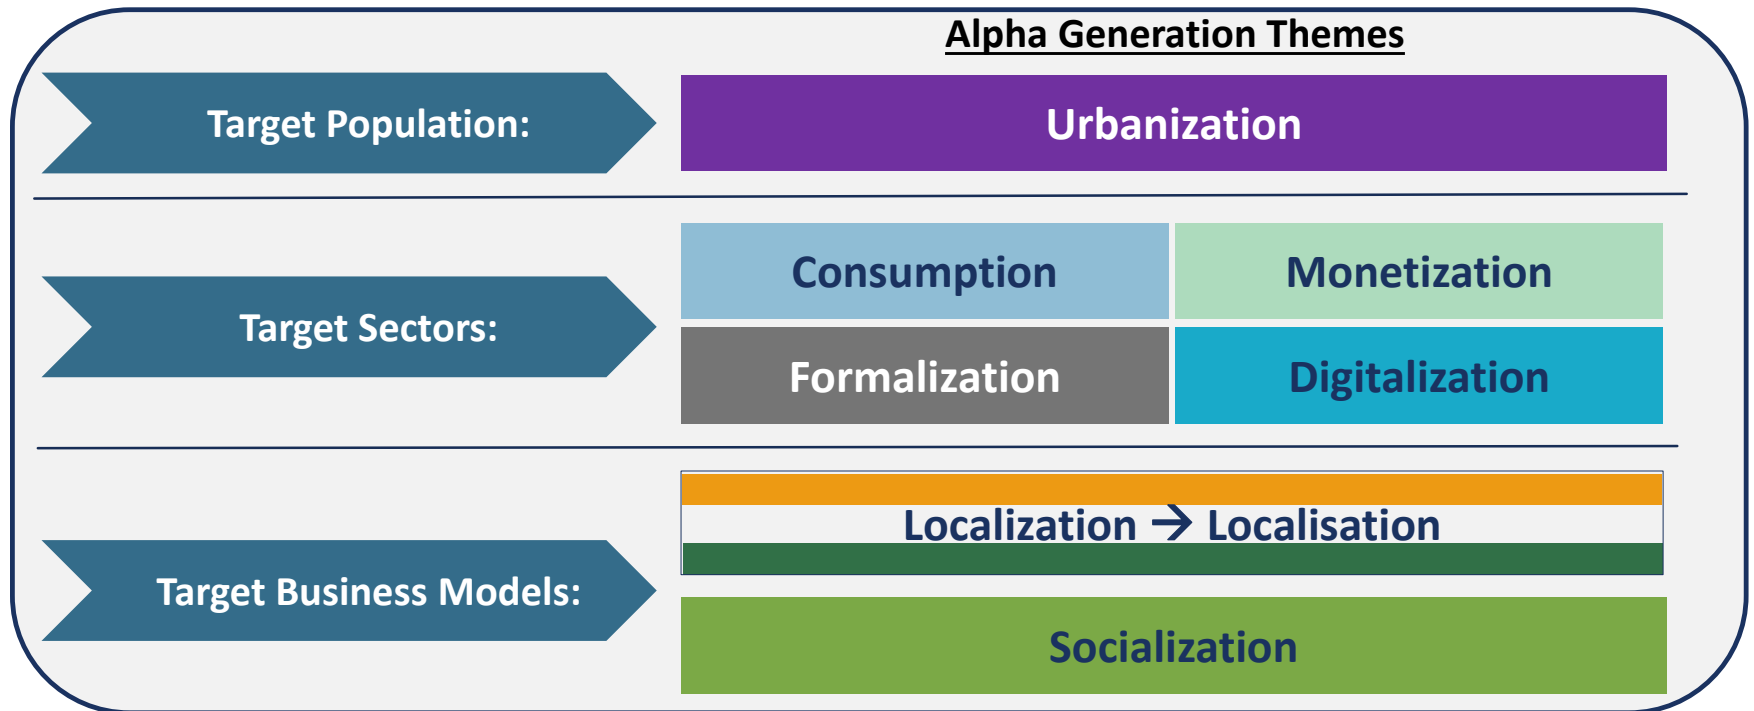 Alpha Generation Themes
Target Population:
Urbanization
Target Sectors:
Consumption
Monetization
Formalization
Digitalization
Target Business Models:
Localization → Localisation
Socialization